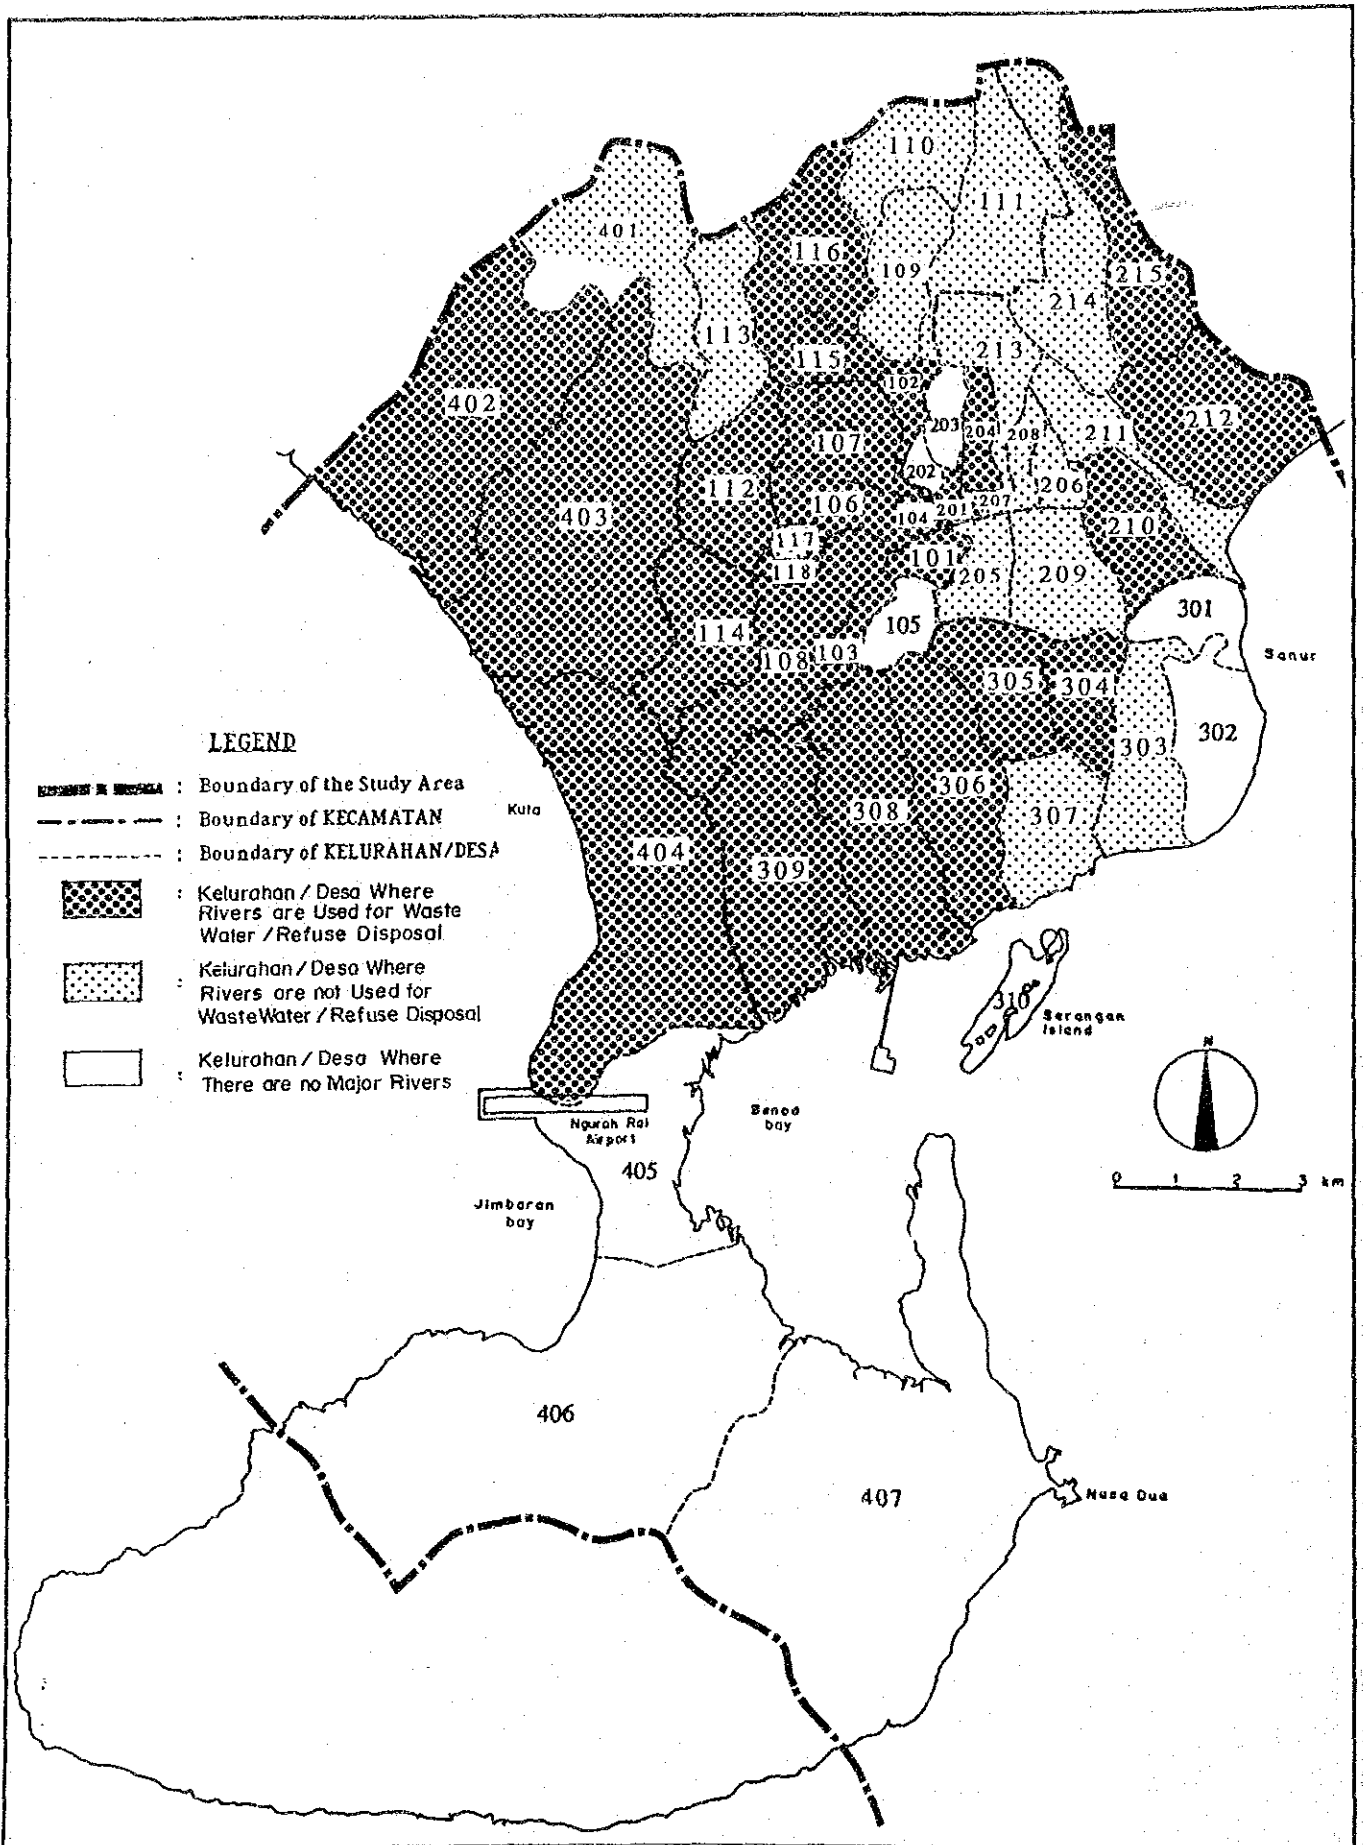 110
111
401
116
109
215
214
113
213
115
102
402
203
204
208
211
212
107
202
112
206
106
201
207
403
104
210
117
101
118
205
209
301
105
114
108
103
Sanur
305
304
302
303
LEGEND
: Boundary of the Study Area
: Boundary of KECAMATAN
: Boundary of KELURAHAN/DESA
: Kelurahan / Desa Where
Rivers are Used for Waste
Water / Refuse Disposal
: Kelurahan / Desa Where
Rivers are not Used for
Waste Water / Refuse Disposal
: Kelurahan / Desa Where
There are no Major Rivers
Kuta
306
308
307
404
309
310
Serangan
Island
N
Ngurah Rai
Airport
Benoa
bay
405
0 1 2 3 km
Jimbaran
bay
406
407
Nusa Dua